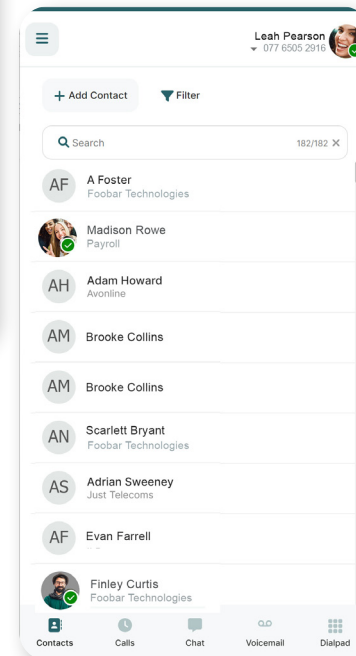 Leah Pearson
077 6505 2916
+ Add Contact
Filter
Search
182/182
AF
A Foster
Foobar Technologies
Madison Rowe
Payroll
AH
Adam Howard
Avonline
AM
Brooke Collins
AM
Brooke Collins
AN
Scarlett Bryant
Foobar Technologies
AS
Adrian Sweeney
Just Telecoms
AF
Evan Farrell
Finley Curtis
Foobar Technologies
Contacts
Calls
Chat
Voicemail
Dialpad